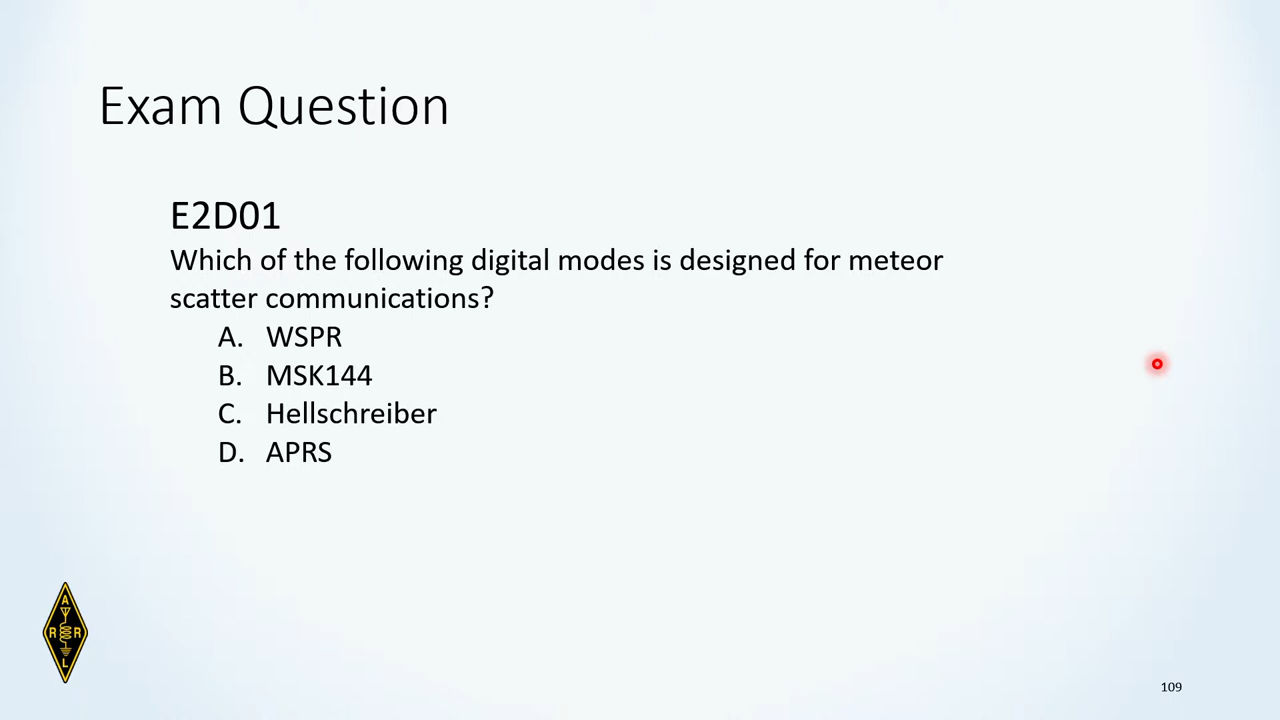 Exam Question
E2D01
Which of the following digital modes is designed for meteor
scatter communications?
A. WSPR
B. MSK144
C. Hellschreiber
D. APRS
A
R R
L
109